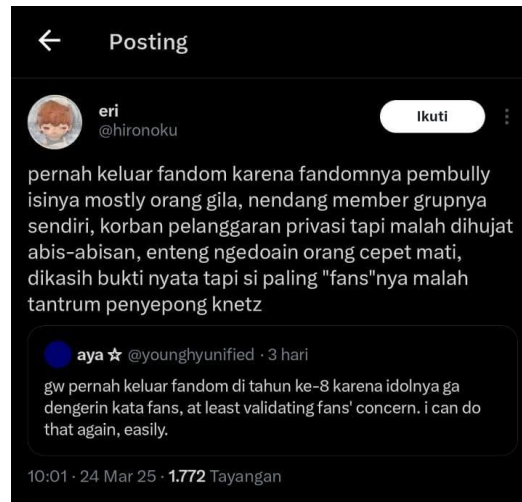 Posting
eri
@hironoku
Ikuti
pernah keluar fandom karena fandomnya pembully
isinya mostly orang gila, nendang member grupnya
sendiri, korban pelanggaran privasi tapi malah dihujat
abis-abisan, enteng ngedoain orang cepet mati,
dikasih bukti nyata tapi si paling "fans"nya malah
tantrum penyepong knetz
aya ☆ @younghyunified · 3 hari
gw pernah keluar fandom di tahun ke-8 karena idolnya ga
dengerin kata fans, at least validating fans' concern. i can do
that again, easily.
10:01 · 24 Mar 25 · 1.772 Tayangan